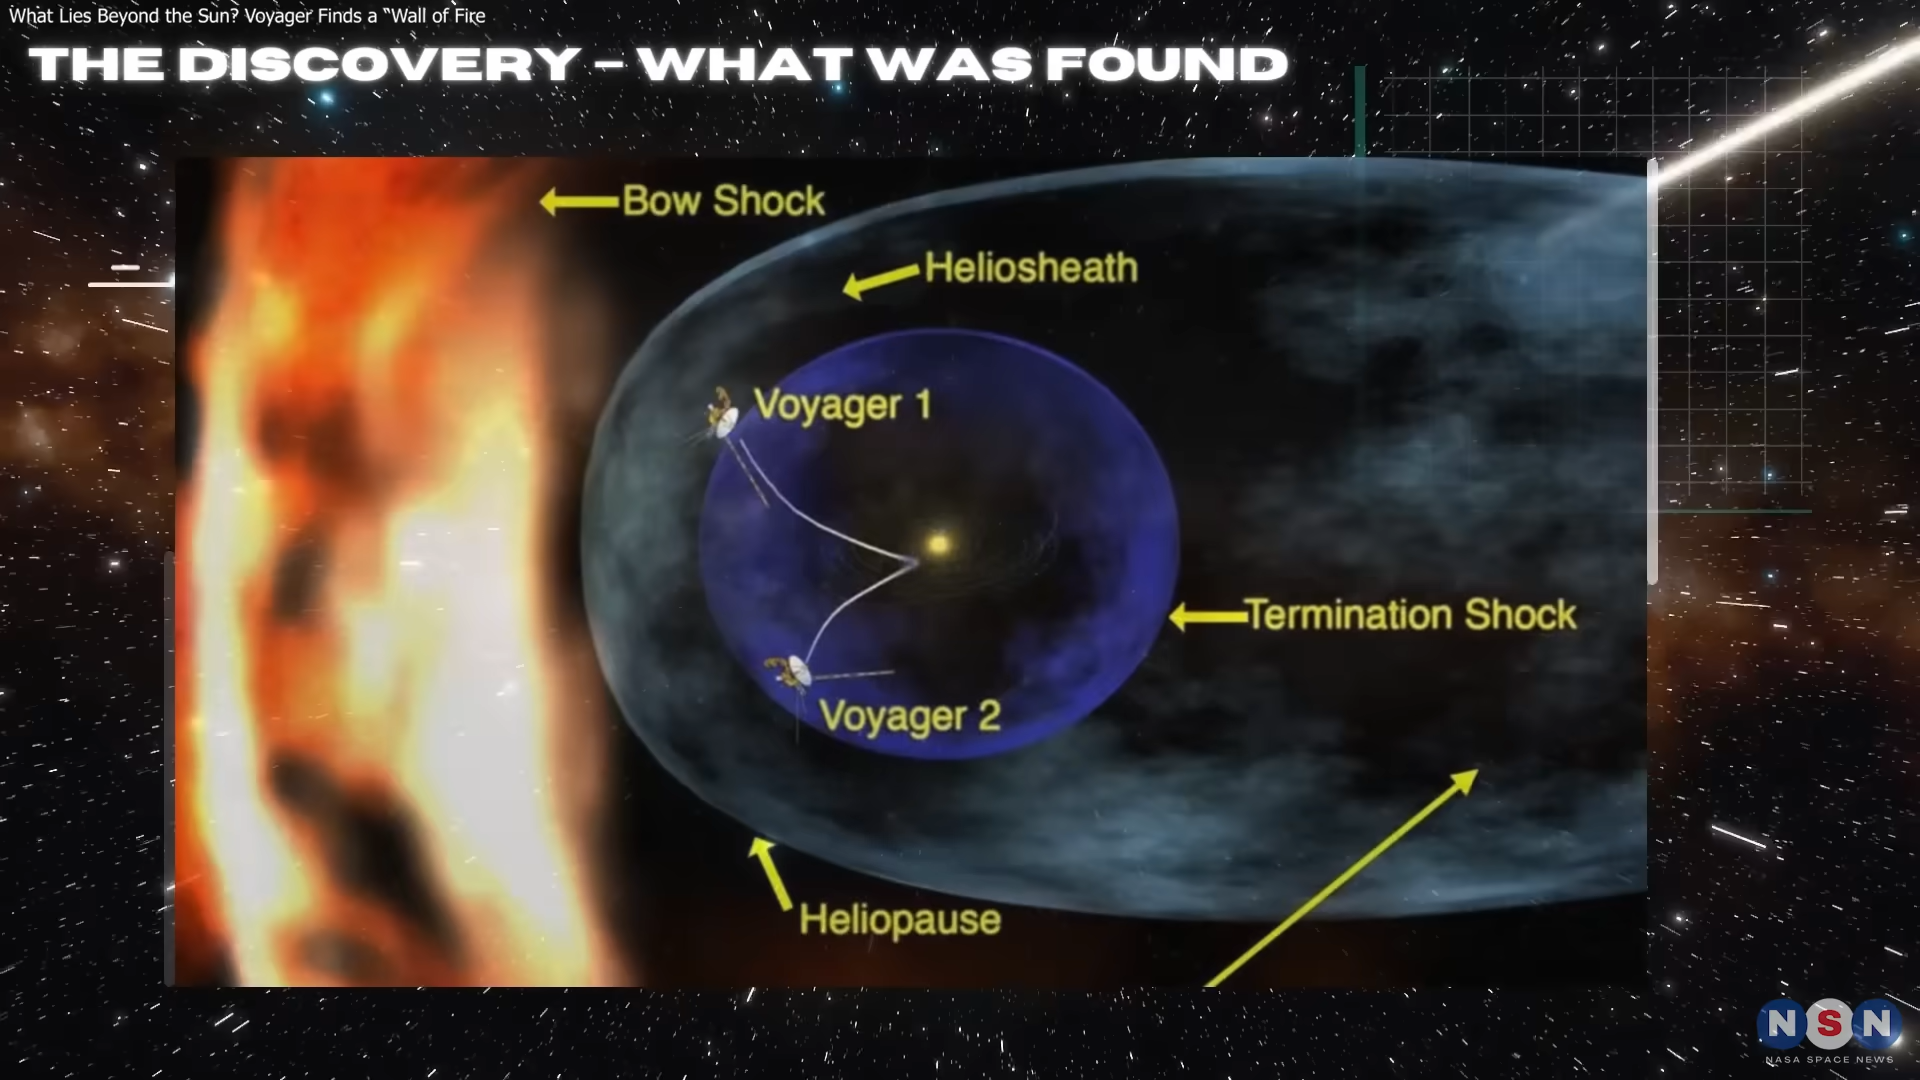 What Lies Beyond the Sun? Voyager Finds a “Wall of Fire
THE DISCOVERY – WHAT WAS FOUND
Bow Shock
Heliosheath
Voyager 1
Termination Shock
Voyager 2
Heliopause
NSN
NASA SPACE NEWS